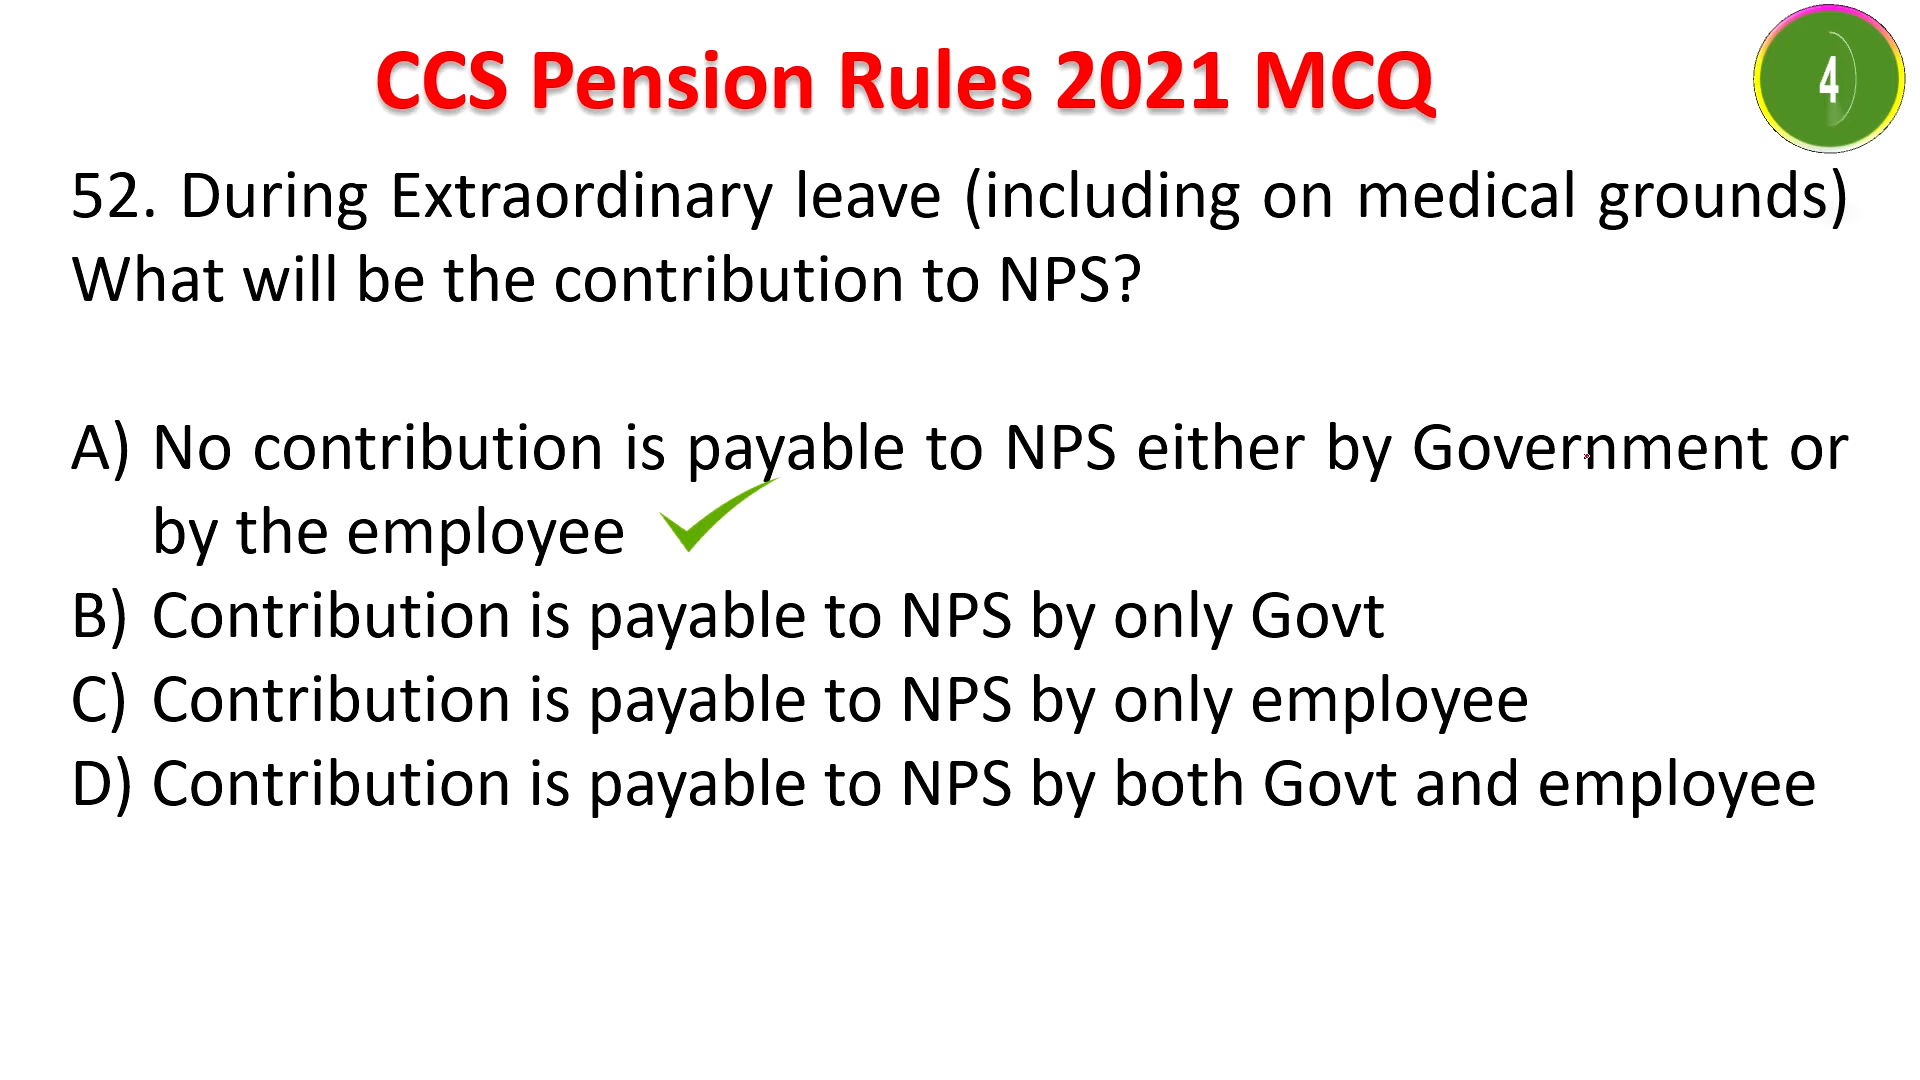 CCS Pension Rules 2021 MCQ
4
52. During Extraordinary leave (including on medical grounds)
What will be the contribution to NPS?
A) No contribution is payable to NPS either by Government or
by the employee
B) Contribution is payable to NPS by only Govt
C) Contribution is payable to NPS by only employee
D) Contribution is payable to NPS by both Govt and employee